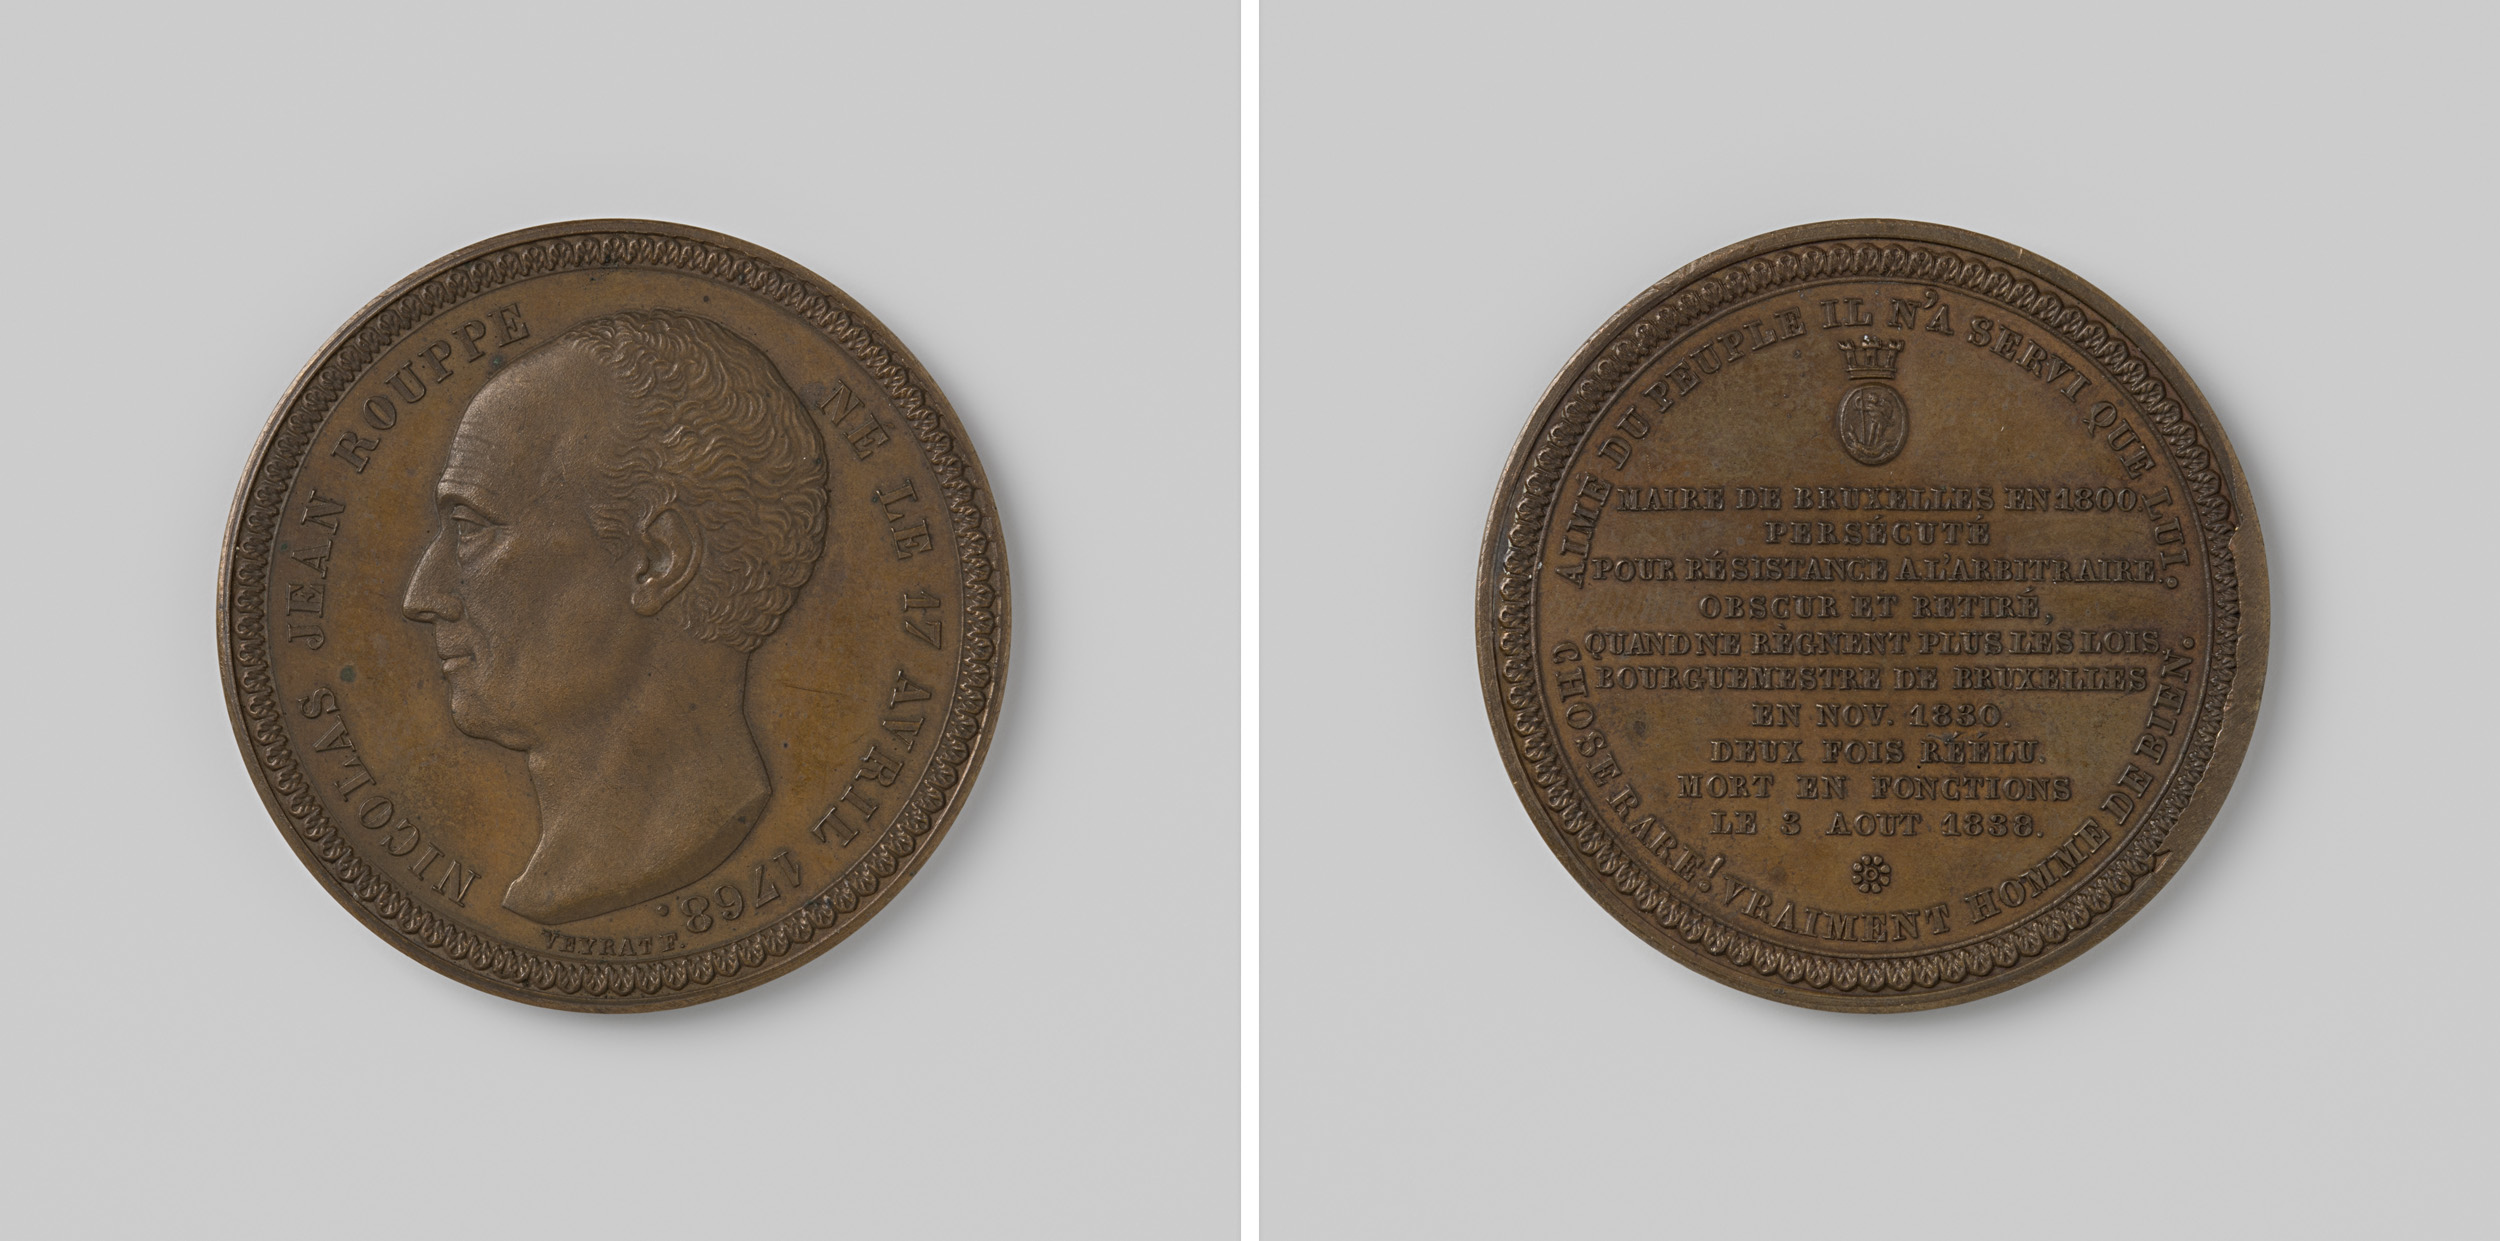 NICOLAS JEAN ROUPPE
NÉ LE 17 AVRIL 1768.
VEYRAT F.
AIMÉ DU PEUPLE IL N'A SERVI QUE LUI.
MAIRE DE BRUXELLES EN 1800.
PERSÉCUTÉ
POUR RÉSISTANCE A L'ARBITRAIRE.
OBSCUR ET RETIRÉ,
QUAND NE RÈGNENT PLUS LES LOIS.
BOURGUEMESTRE DE BRUXELLES
EN NOV. 1830.
DEUX FOIS RÉÉLU.
MORT EN FONCTIONS
LE 3 AOUT 1838.
CHOSE RARE! VRAIMENT HOMME DE BIEN.